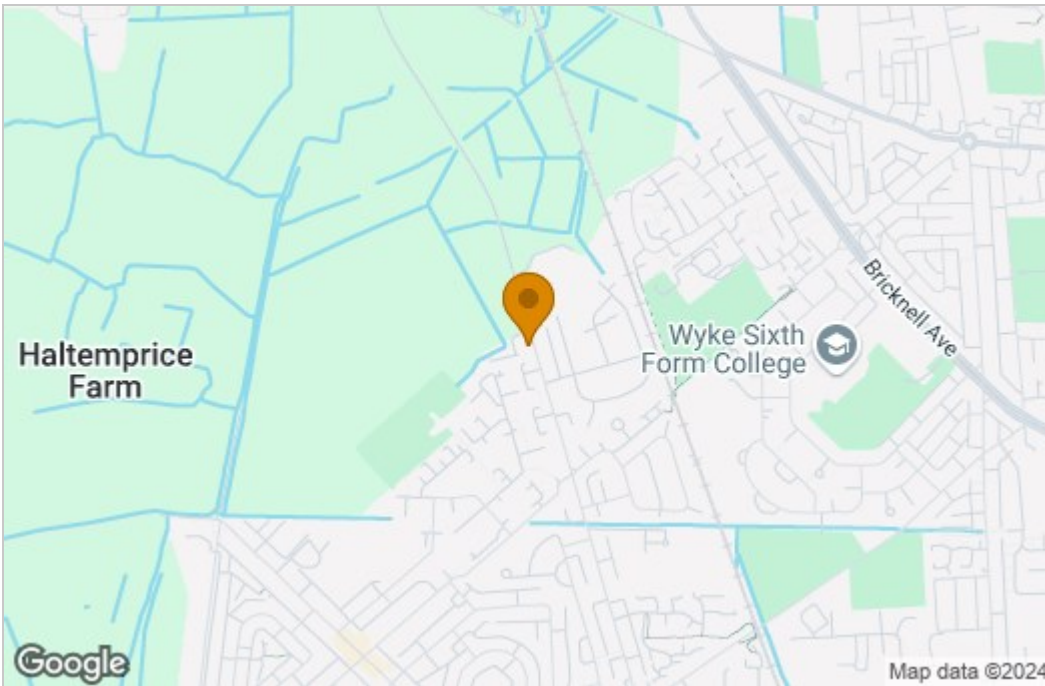 Haltemprice
Farm
Wyke Sixth
Form College
Bricknell Ave
Google
Map data ©2024